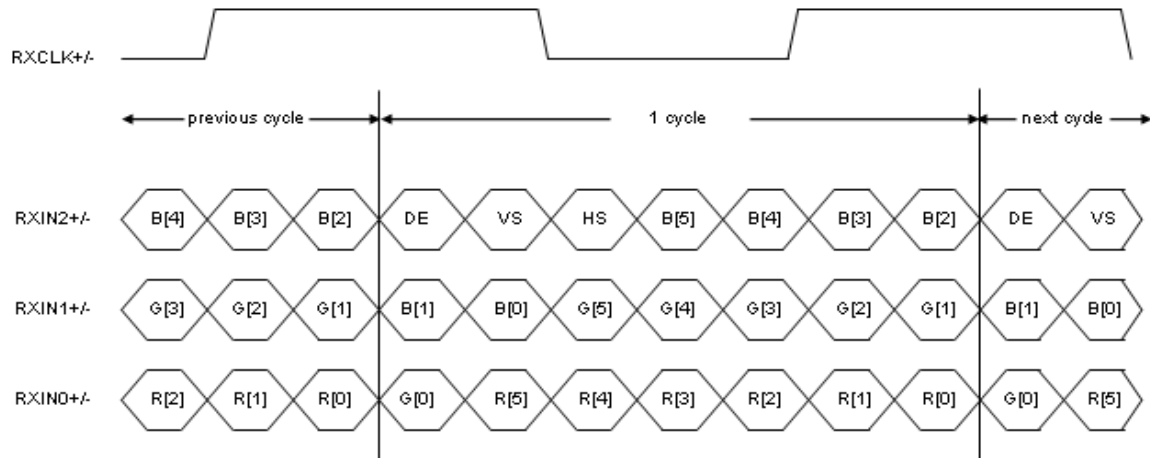 RXCLK+/-
previous cycle 1 cycle next cycle
RXIN2+/- B[4] B[3] B[2] DE VS HS B[5] B[4] B[3] B[2] DE VS
RXIN1+/- G[3] G[2] G[1] B[1] B[0] G[5] G[4] G[3] G[2] G[1] B[1] B[0]
RXIN0+/- R[2] R[1] R[0] G[0] R[5] R[4] R[3] R[2] R[1] R[0] G[0] R[5]